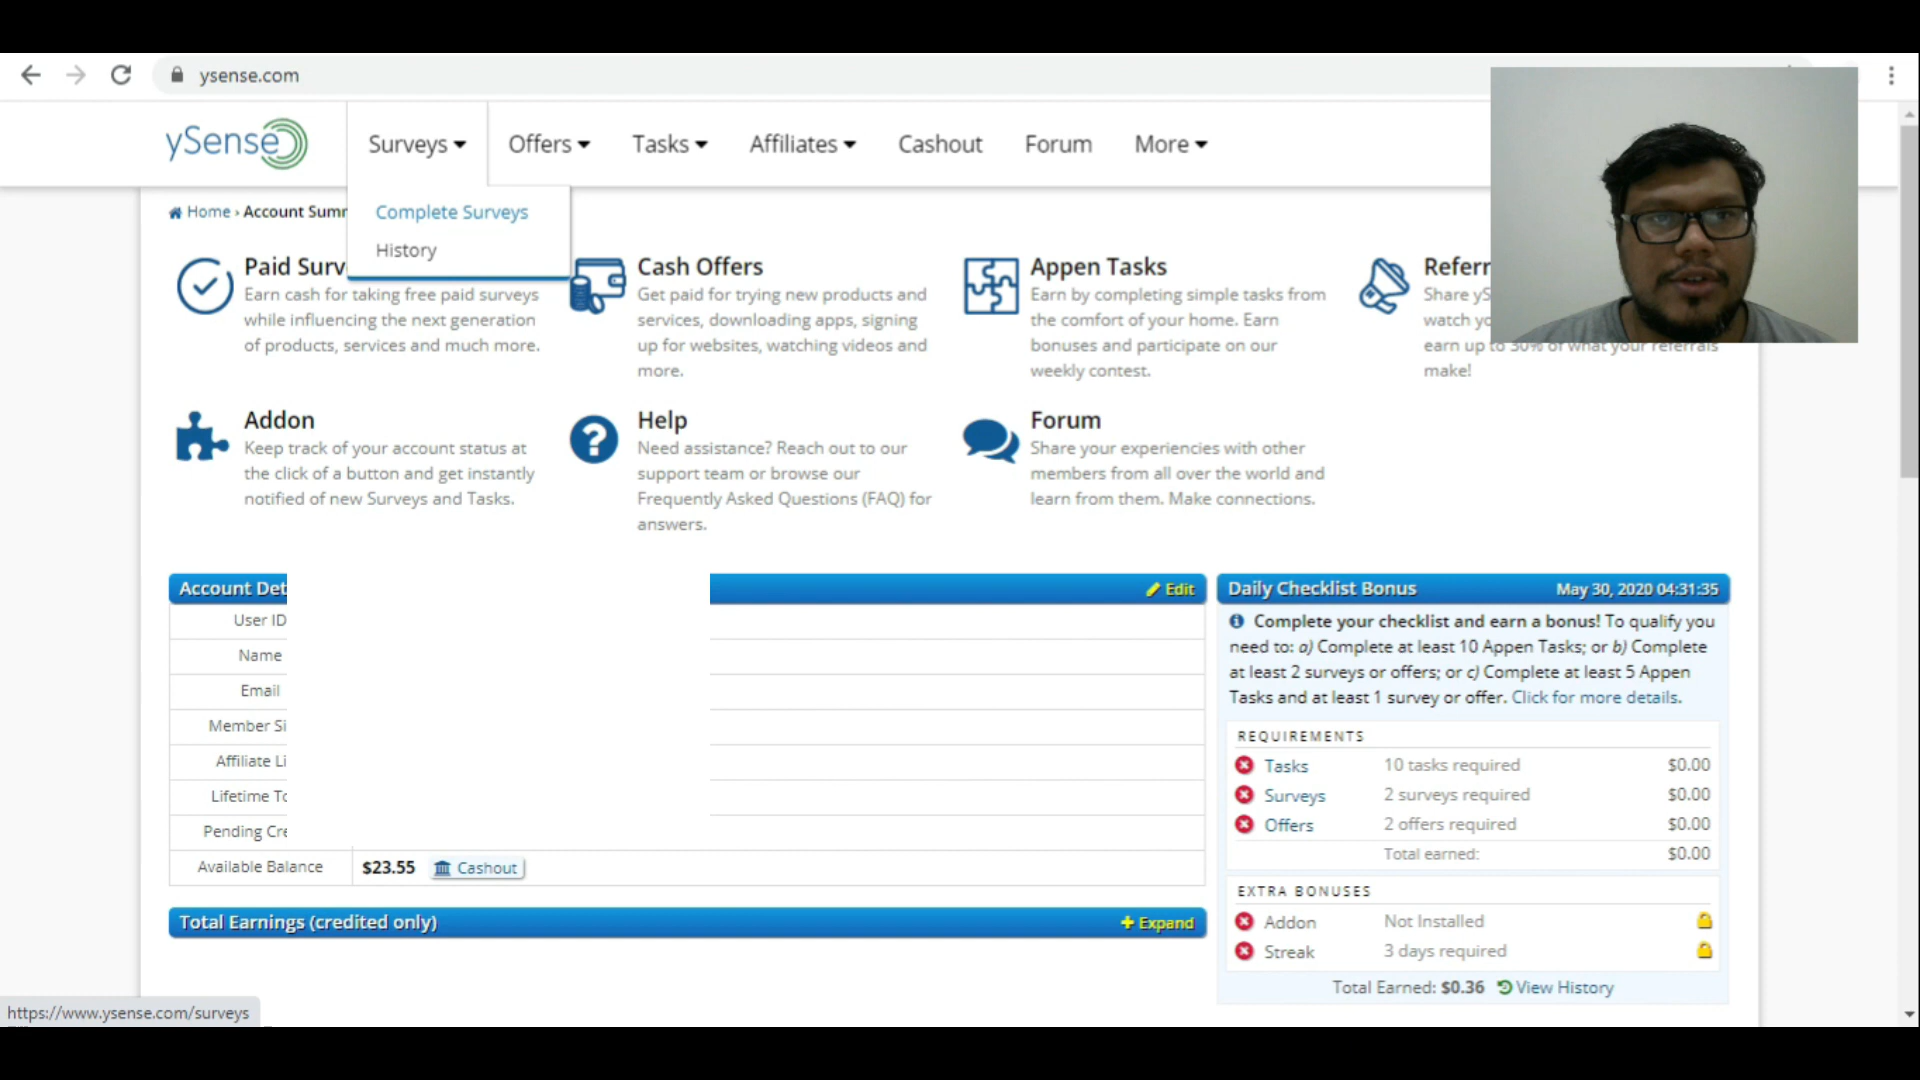 ysense.com
ySense
Surveys
Offers
Tasks
Affiliates
Cashout
Forum
More
Home › Account Summ
Complete Surveys
History
Paid Surv
Earn cash for taking free paid surveys
while influencing the next generation
of products, services and much more.
Cash Offers
Get paid for trying new products and
services, downloading apps, signing
up for websites, watching videos and
more.
Appen Tasks
Earn by completing simple tasks from
the comfort of your home. Earn
bonuses and participate on our
weekly contest.
Referr
Share yS
watch yo
earn up to 30% of what your referrals
make!
Addon
Keep track of your account status at
the click of a button and get instantly
notified of new Surveys and Tasks.
Help
Need assistance? Reach out to our
support team or browse our
Frequently Asked Questions (FAQ) for
answers.
Forum
Share your experiencies with other
members from all over the world and
learn from them. Make connections.
Account Det
Edit
User ID
Name
Email
Member Si
Affiliate Li
Lifetime To
Pending Cre
Available Balance $23.55 Cashout
Total Earnings (credited only) Expand
Daily Checklist Bonus May 30, 2020 04:31:35
Complete your checklist and earn a bonus! To qualify you
need to: a) Complete at least 10 Appen Tasks; or b) Complete
at least 2 surveys or offers; or c) Complete at least 5 Appen
Tasks and at least 1 survey or offer. Click for more details.
REQUIREMENTS
Tasks 10 tasks required $0.00
Surveys 2 surveys required $0.00
Offers 2 offers required $0.00
Total earned: $0.00
EXTRA BONUSES
Addon Not Installed
Streak 3 days required
Total Earned: $0.36 View History
https://www.ysense.com/surveys